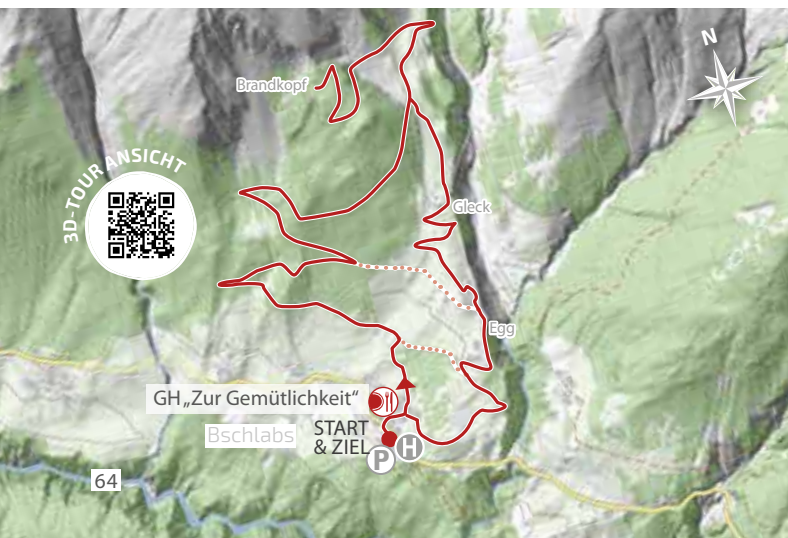 N
Brandkopf
3D-TOUR ANSICHT
Gleck
Egg
GH „Zur Gemütlichkeit“
Bschlabs
START
& ZIEL
P
H
64